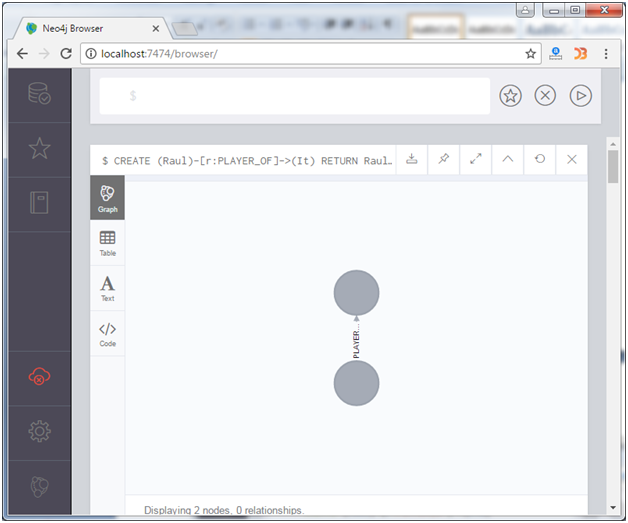 Neo4j Browser
localhost:7474/browser/
$
$ CREATE (Raul)-[r:PLAYER_OF]->(It) RETURN Raul…
Graph
Table
A
Text
</>
Code
PLAYER…
Displaying 2 nodes, 0 relationships.